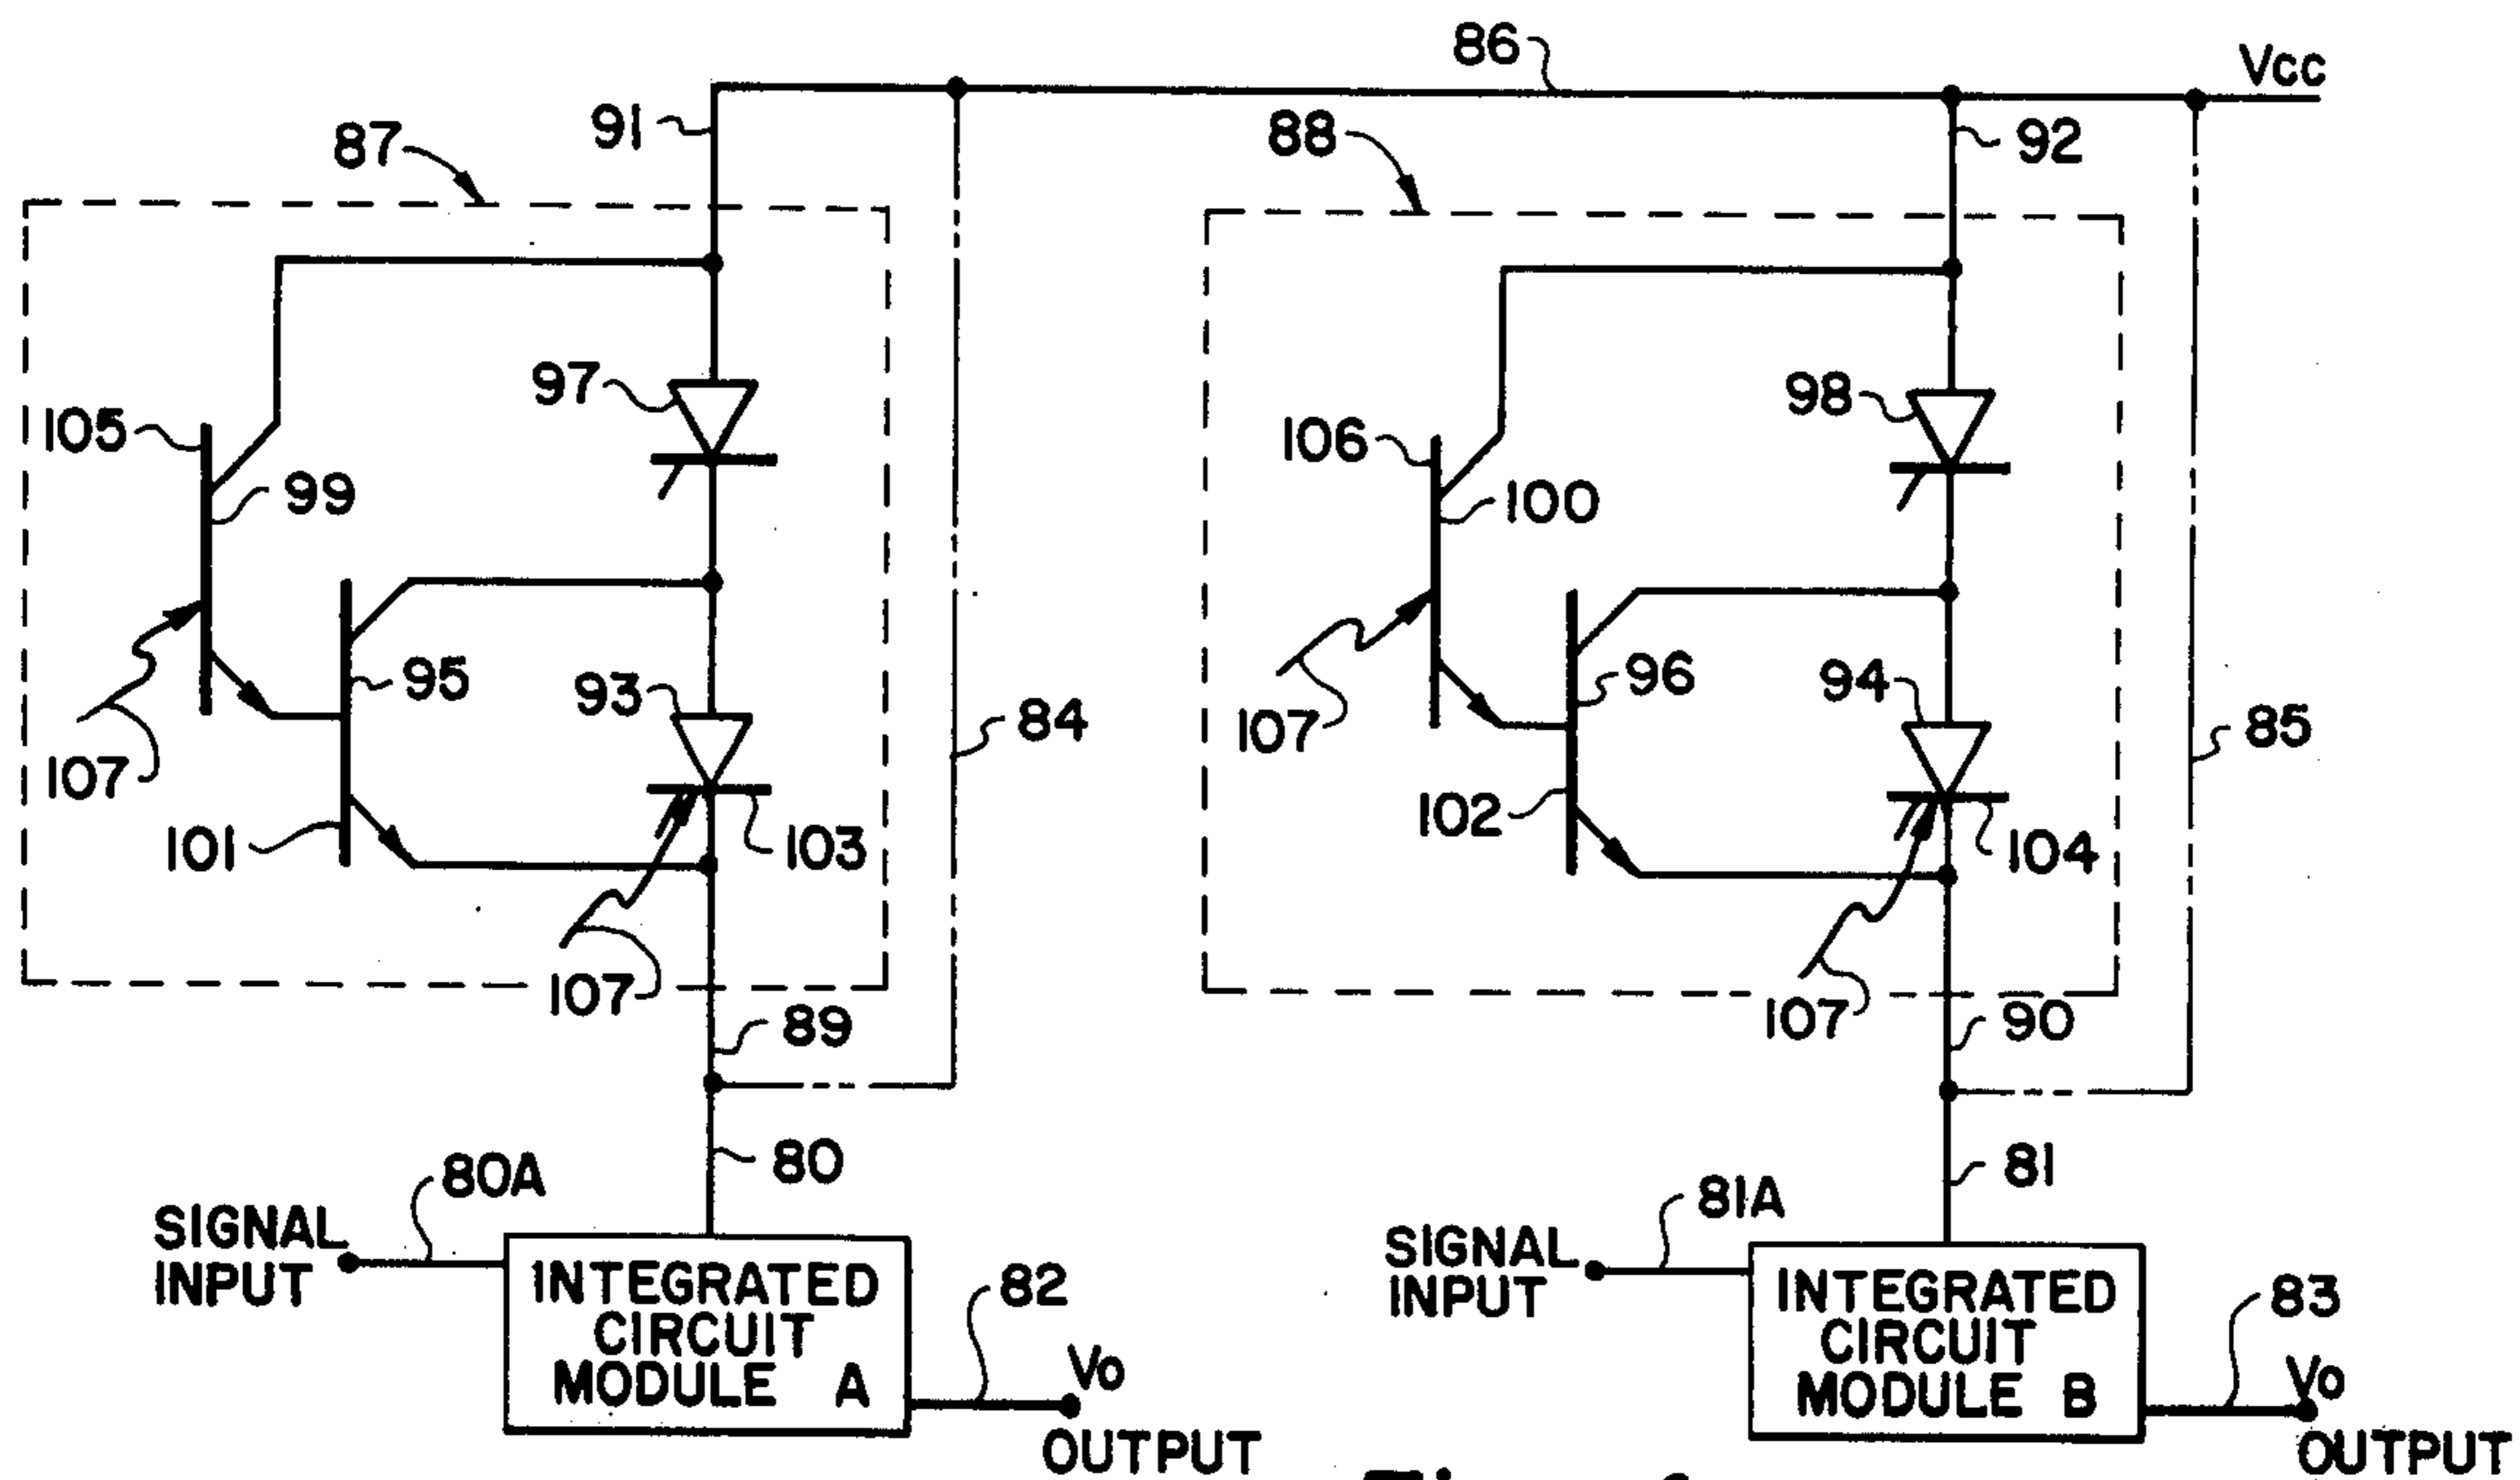 86
Vcc
91
92
87
88
97
98
105
106
99
100
95
96
93
94
84
85
107
107
101
102
103
104
107
107
89
90
80
81
80A
81A
SIGNAL
INPUT
SIGNAL
INPUT
INTEGRATED
CIRCUIT
MODULE A
INTEGRATED
CIRCUIT
MODULE B
82
83
Vo
OUTPUT
Vo
OUTPUT